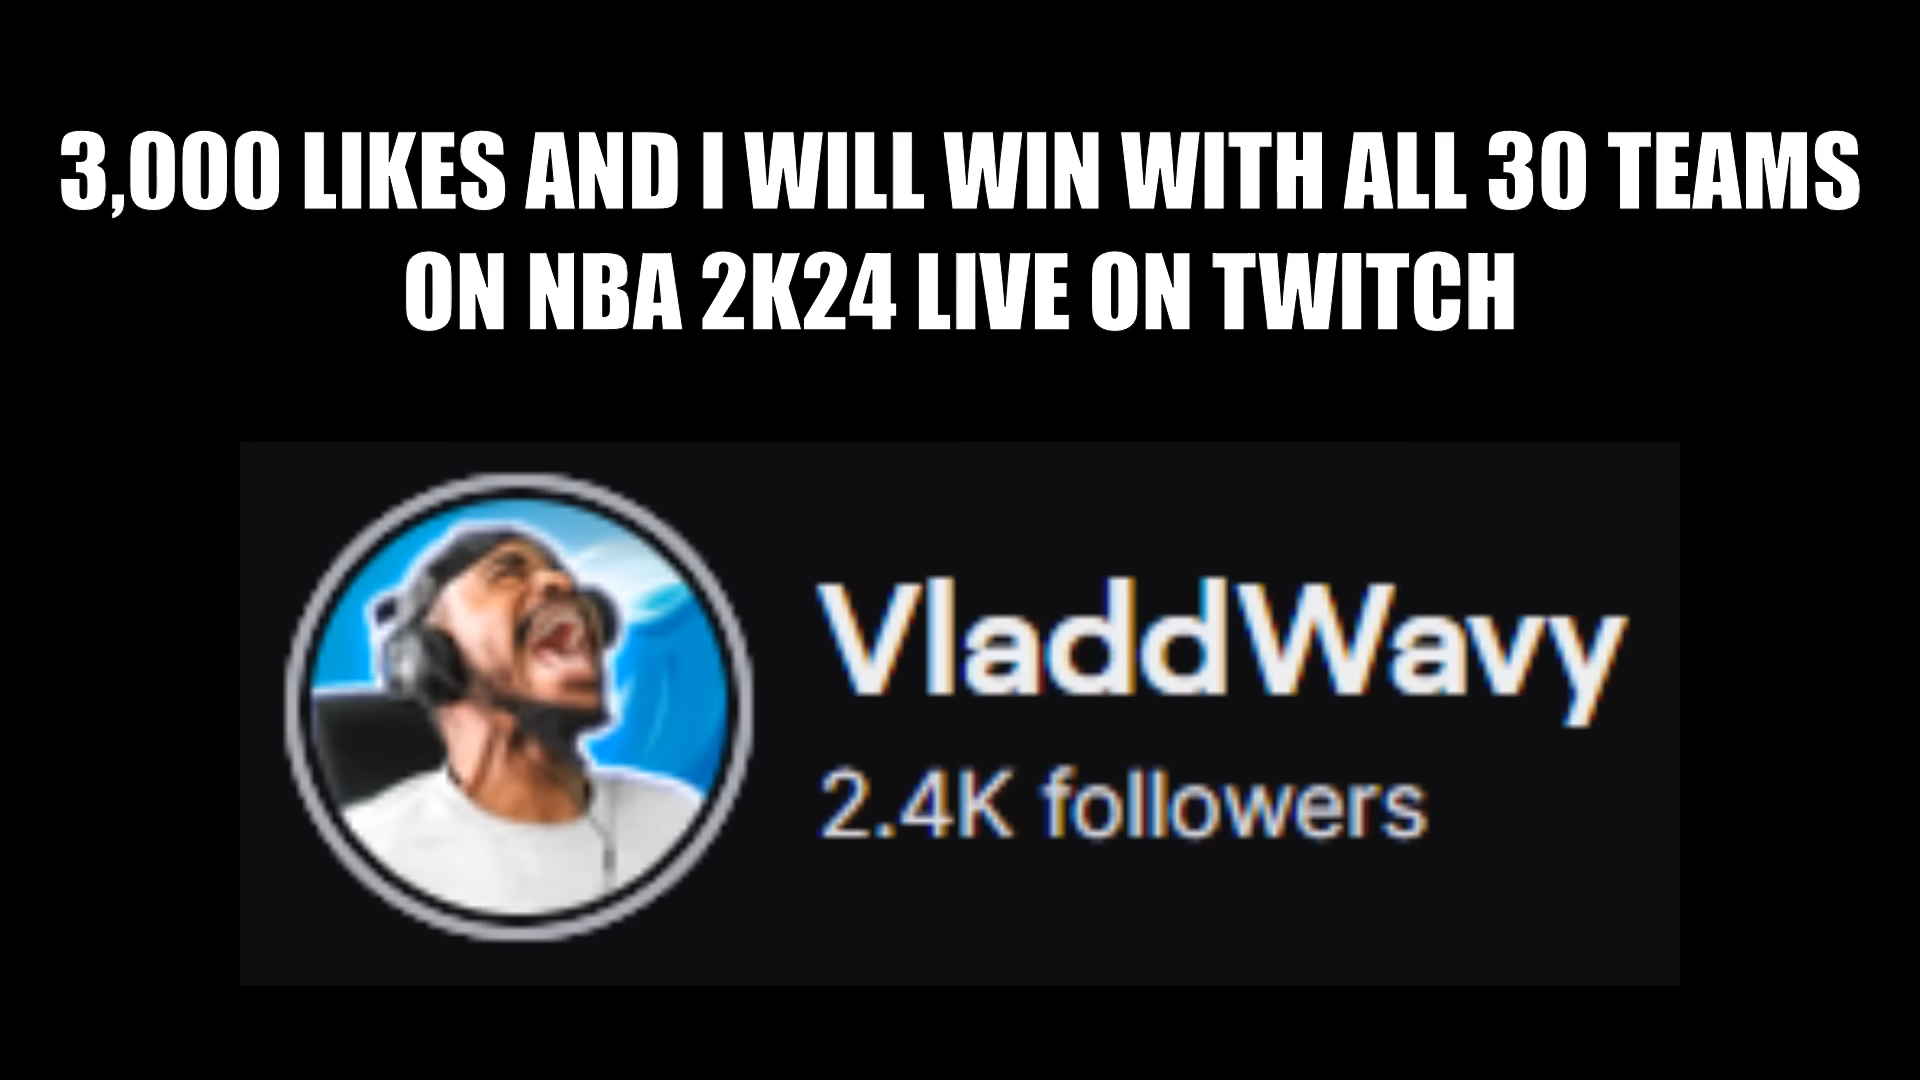 3,000 LIKES AND I WILL WIN WITH ALL 30 TEAMS
ON NBA 2K24 LIVE ON TWITCH
VladdWavy
2.4K followers